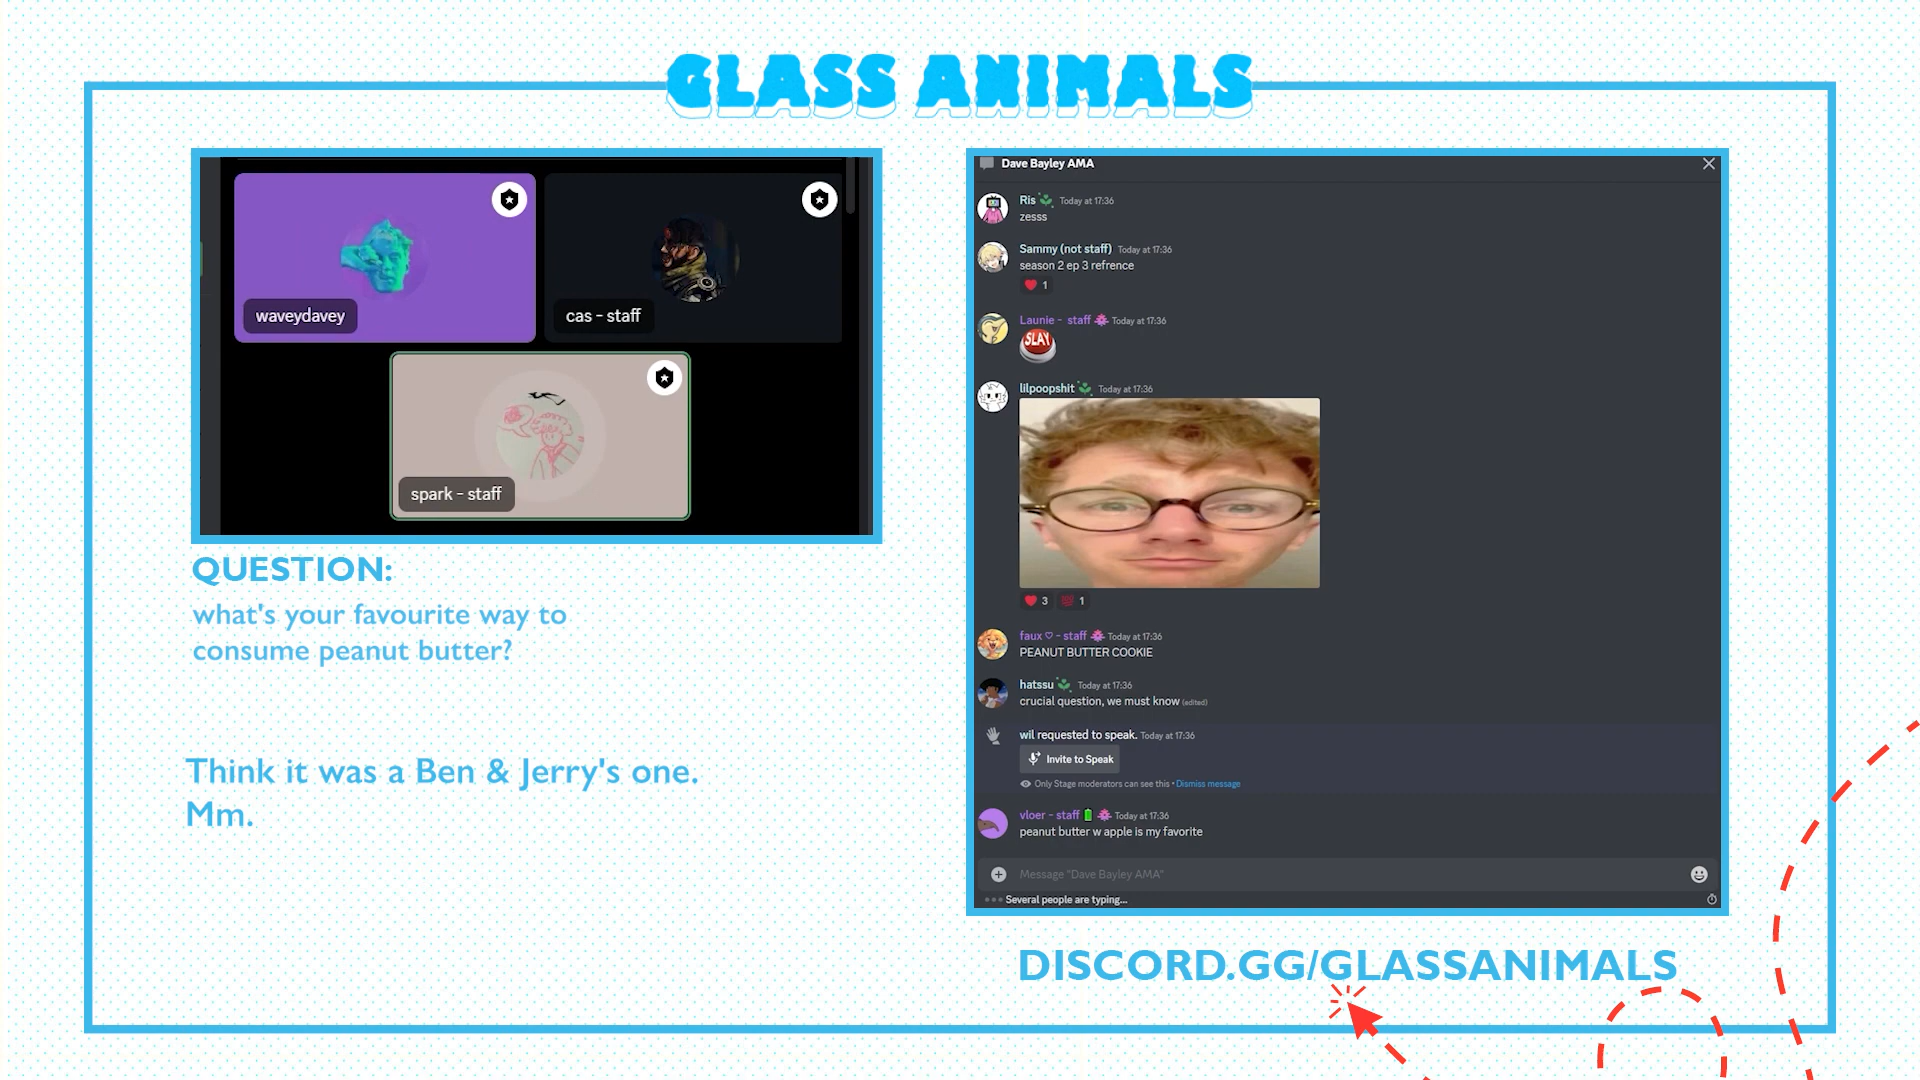 GLASS ANIMALS
waveydavey
cas - staff
spark - staff
QUESTION:
what's your favourite way to
consume peanut butter?
Think it was a Ben & Jerry's one.
Mm.
Dave Bayley AMA
Ris Today at 17:36
zesss
Sammy (not staff) Today at 17:36
season 2 ep 3 refrence
1
Launie - staff Today at 17:36
SLAY
lilpoopshit Today at 17:36
3 1
faux ♡ - staff Today at 17:36
PEANUT BUTTER COOKIE
hatssu Today at 17:36
crucial question, we must know (edited)
wil requested to speak. Today at 17:36
Invite to Speak
Only Stage moderators can see this • Dismiss message
vloer - staff Today at 17:36
peanut butter w apple is my favorite
Message "Dave Bayley AMA"
Several people are typing...
DISCORD.GG/GLASSANIMALS